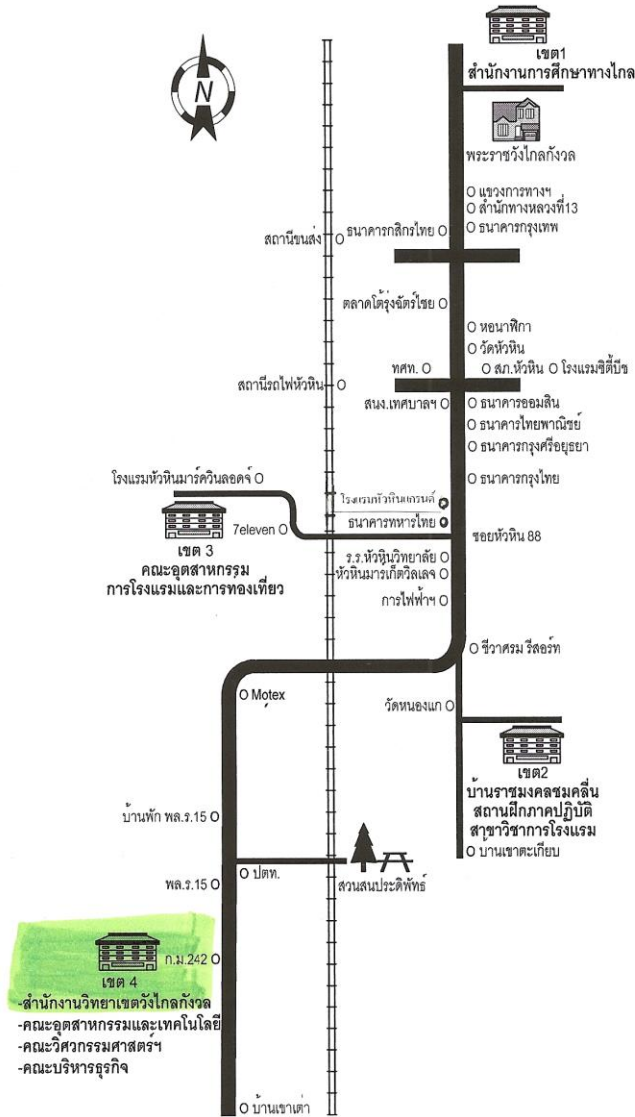 เขต1
สำนักงานการศึกษาทางไกล
N
พระราชวังไกลกังวล
O แขวงการทางฯ
O สำนักทางหลวงที่13
สถานีขนส่ง O
ธนาคารกสิกรไทย O
O ธนาคารกรุงเทพ
ตลาดโต้รุ่งฉัตร์ไชย O
O หอนาฬิกา
O วัดหัวหิน
ทศท. O
O สภ.หัวหิน O โรงแรมซิตี้บีช
สถานีรถไฟหัวหิน O
สนง.เทศบาลฯ O
O ธนาคารออมสิน
O ธนาคารไทยพาณิชย์
O ธนาคารกรุงศรีอยุธยา
โรงแรมหัวหินมาร์ควินลอดจ์ O
O ธนาคารกรุงไทย
โรงแรมหัวหินแกรนด์ O
7eleven O
ธนาคารทหารไทย O
ซอยหัวหิน 88
เขต 3
คณะอุตสาหกรรม
การโรงแรมและการท่องเที่ยว
ร.ร.หัวหินวิทยาลัย O
หัวหินมาร์เก็ตวิลเลจ O
การไฟฟ้าฯ O
O ชีวาศรม รีสอร์ท
O Motex
วัดหนองแก O
เขต2
บ้านราชมงคลชมคลื่น
สถานฝึกภาคปฏิบัติ
สาขาวิชาการโรงแรม
O บ้านเขาตะเกียบ
บ้านพัก พล.ร.15 O
O ปตท.
สวนสนประดิพัทธ์
พล.ร.15 O
ก.ม.242 O
เขต 4
-สำนักงานวิทยาเขตวังไกลกังวล
-คณะอุตสาหกรรมและเทคโนโลยี
-คณะวิศวกรรมศาสตร์ฯ
-คณะบริหารธุรกิจ
O บ้านเขาเต่า